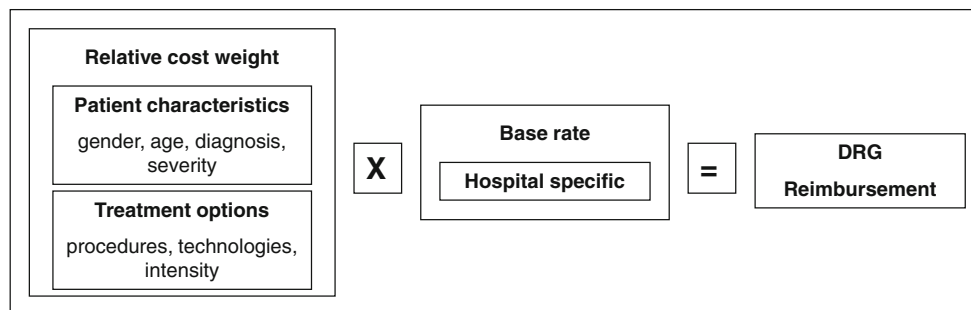 Relative cost weight
Patient characteristics
gender, age, diagnosis,
severity
Treatment options
procedures, technologies,
intensity
X
Base rate
Hospital specific
=
DRG
Reimbursement